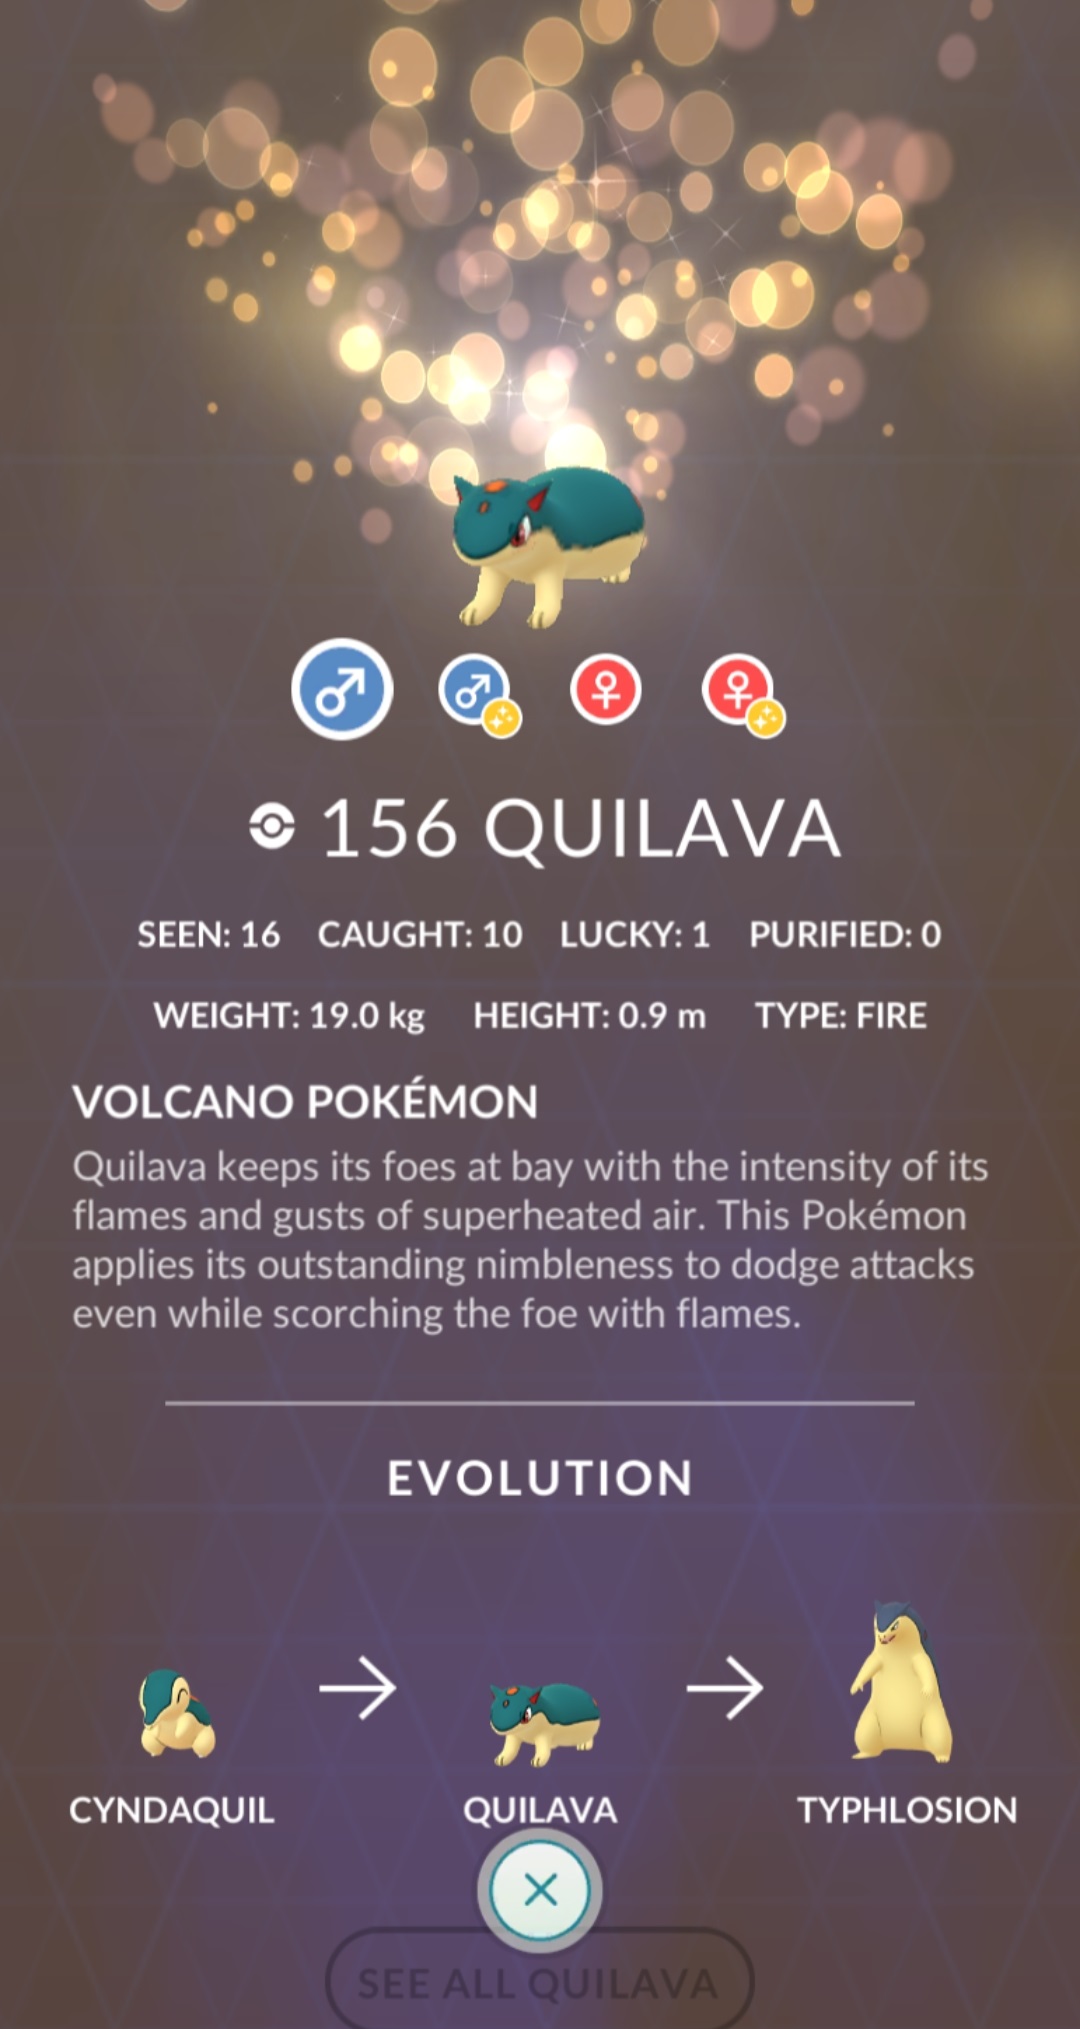 156 QUILAVA
SEEN: 16 CAUGHT: 10 LUCKY: 1 PURIFIED: 0
WEIGHT: 19.0 kg HEIGHT: 0.9 m TYPE: FIRE
VOLCANO POKÉMON
Quilava keeps its foes at bay with the intensity of its
flames and gusts of superheated air. This Pokémon
applies its outstanding nimbleness to dodge attacks
even while scorching the foe with flames.
EVOLUTION
CYNDAQUIL QUILAVA TYPHLOSION
SEE ALL QUILAVA